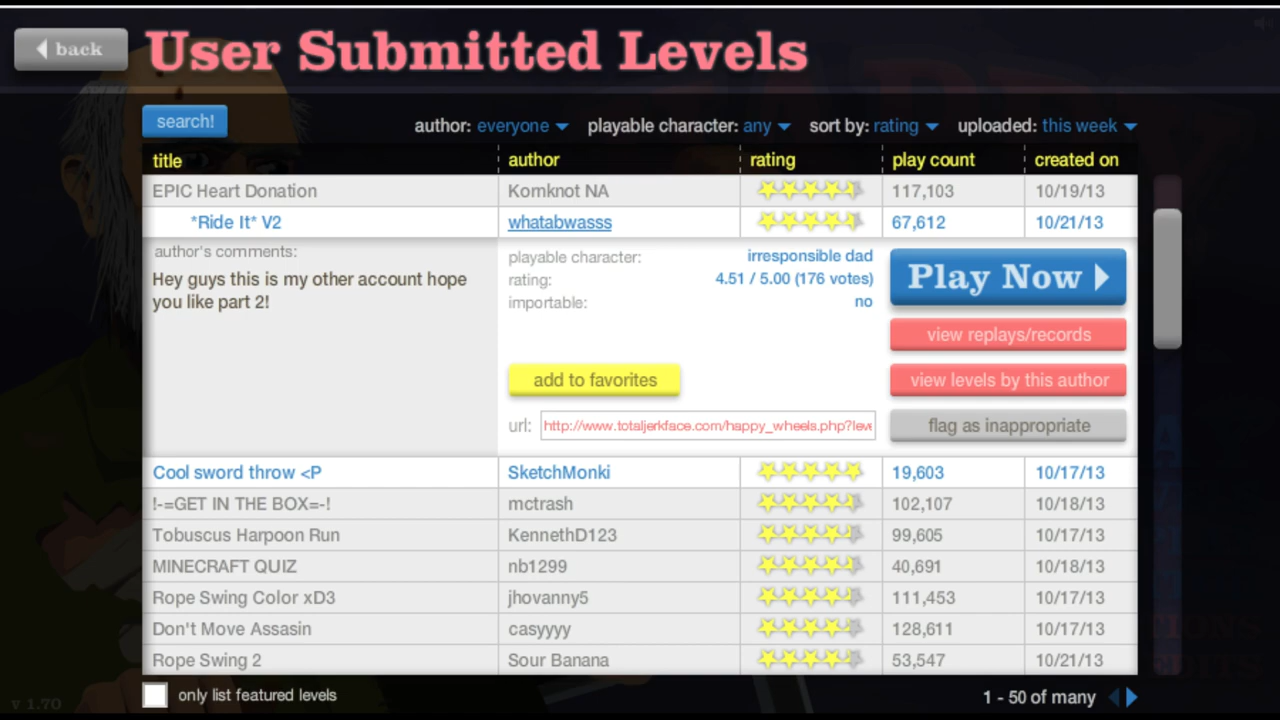 back
User Submitted Levels
search!
author: everyone playable character: any sort by: rating uploaded: this week
title author rating play count created on
EPIC Heart Donation Komknot NA 117,103 10/19/13
*Ride It* V2 whatabwasss 67,612 10/21/13
author's comments:
Hey guys this is my other account hope
you like part 2!
playable character: irresponsible dad
rating: 4.51 / 5.00 (176 votes)
importable: no
Play Now
view replays/records
add to favorites
view levels by this author
url: http://www.totaljerkface.com/happy_wheels.php?leve
flag as inappropriate
Cool sword throw <P SketchMonki 19,603 10/17/13
!-=GET IN THE BOX=-! mctrash 102,107 10/18/13
Tobuscus Harpoon Run KennethD123 99,605 10/17/13
MINECRAFT QUIZ nb1299 40,691 10/18/13
Rope Swing Color xD3 jhovanny5 111,453 10/17/13
Don't Move Assasin casyyyy 128,611 10/17/13
Rope Swing 2 Sour Banana 53,547 10/21/13
only list featured levels
1 - 50 of many
v 1.70